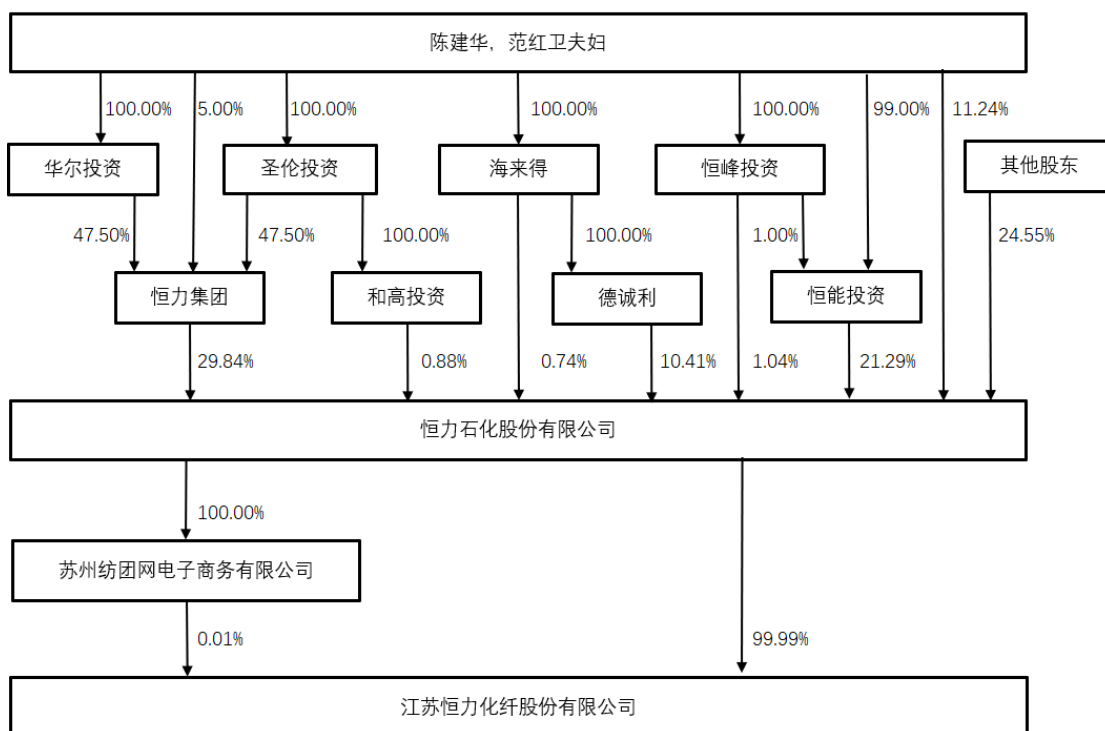 陈建华，范红卫夫妇
100.00%
5.00%
100.00%
100.00%
100.00%
99.00%
11.24%
华尔投资
圣伦投资
海来得
恒峰投资
其他股东
47.50%
47.50%
100.00%
100.00%
1.00%
24.55%
恒力集团
和高投资
德诚利
恒能投资
29.84%
0.88%
0.74%
10.41%
1.04%
21.29%
恒力石化股份有限公司
100.00%
苏州纺团网电子商务有限公司
0.01%
99.99%
江苏恒力化纤股份有限公司